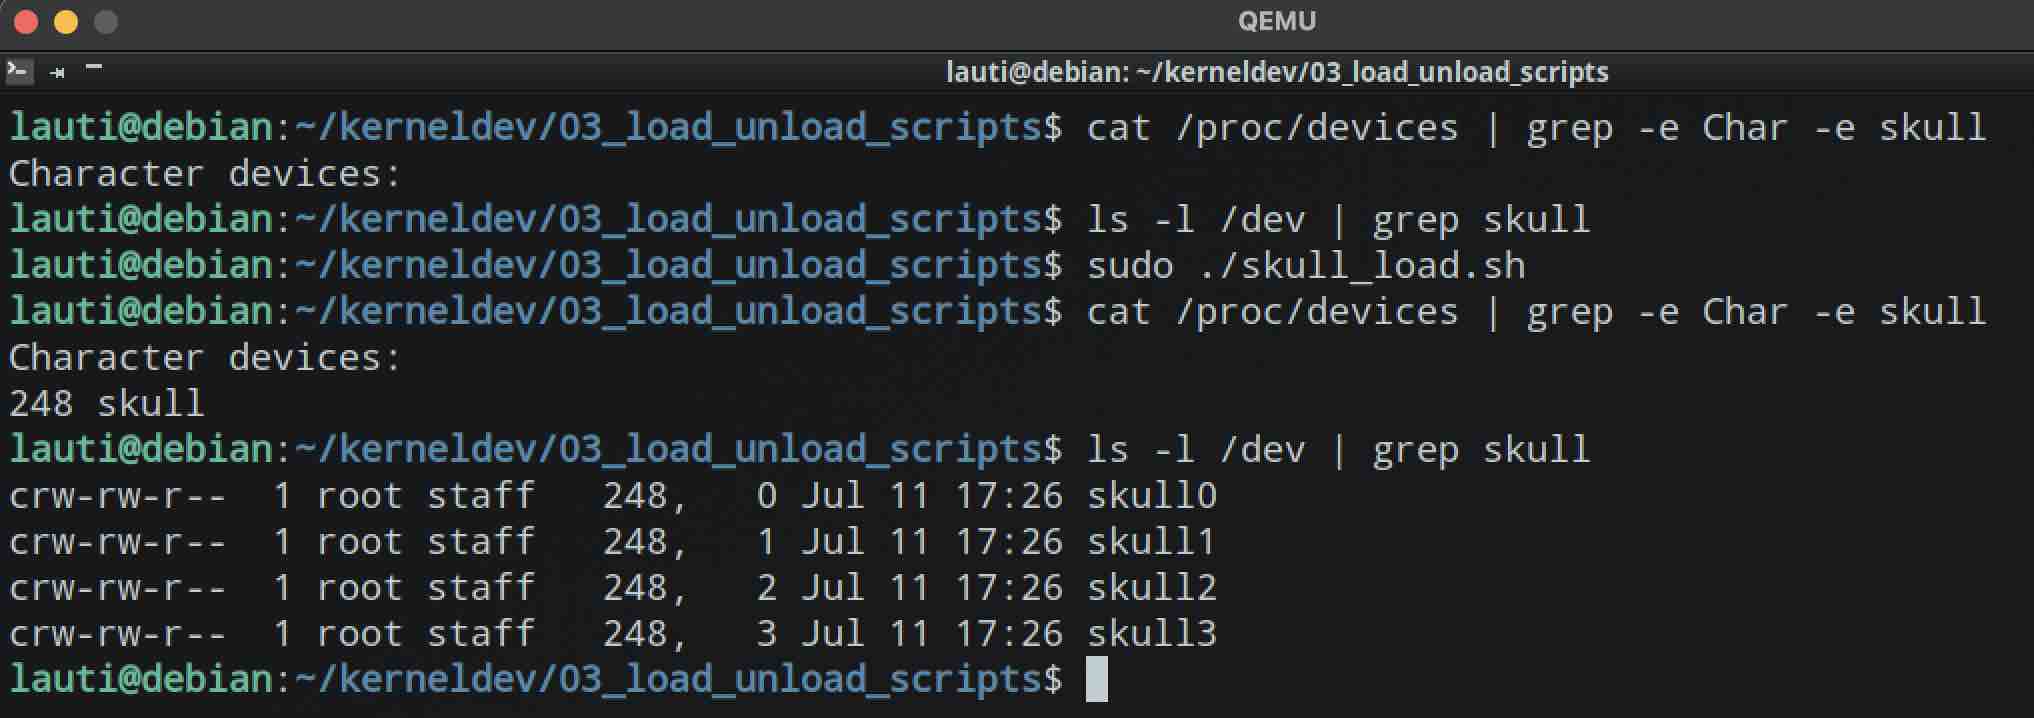 QEMU
lauti@debian: ~/kerneldev/03_load_unload_scripts
lauti@debian:~/kerneldev/03_load_unload_scripts$ cat /proc/devices | grep -e Char -e skull
Character devices:
lauti@debian:~/kerneldev/03_load_unload_scripts$ ls -l /dev | grep skull
lauti@debian:~/kerneldev/03_load_unload_scripts$ sudo ./skull_load.sh
lauti@debian:~/kerneldev/03_load_unload_scripts$ cat /proc/devices | grep -e Char -e skull
Character devices:
248 skull
lauti@debian:~/kerneldev/03_load_unload_scripts$ ls -l /dev | grep skull
crw-rw-r--  1 root staff   248,   0 Jul 11 17:26 skull0
crw-rw-r--  1 root staff   248,   1 Jul 11 17:26 skull1
crw-rw-r--  1 root staff   248,   2 Jul 11 17:26 skull2
crw-rw-r--  1 root staff   248,   3 Jul 11 17:26 skull3
lauti@debian:~/kerneldev/03_load_unload_scripts$